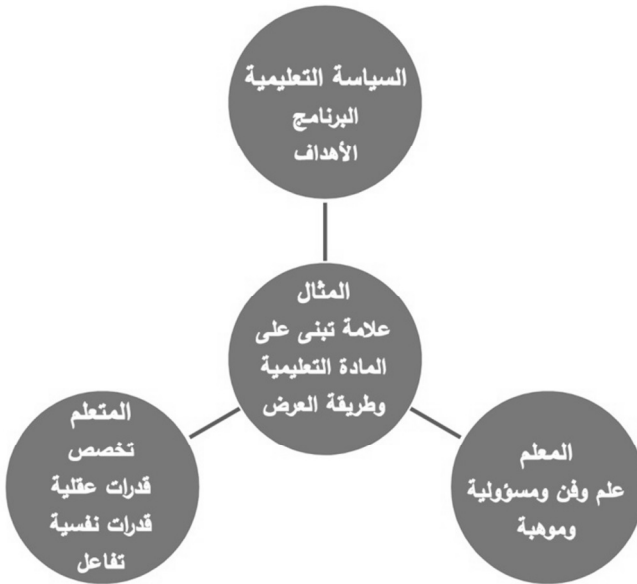 السياسة التعليمية
البرنامج
الأهداف
المثال
علامة تبنى على
المادة التعليمية
وطريقة العرض
المعلم
علم وفن ومسؤولية
وموهبة
المتعلم
تخصص
قدرات عقلية
قدرات نفسية
تفاعل